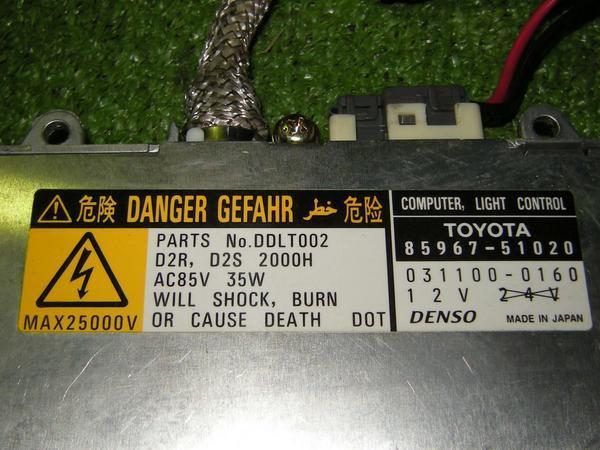 危険 DANGER GEFAHR خطر 危险
PARTS No.DDLT002
D2R, D2S 2000H
AC85V 35W
WILL SHOCK, BURN
OR CAUSE DEATH DOT
MAX25000V
COMPUTER, LIGHT CONTROL
TOYOTA
85967-51020
031100-0160
12V 24V
DENSO MADE IN JAPAN